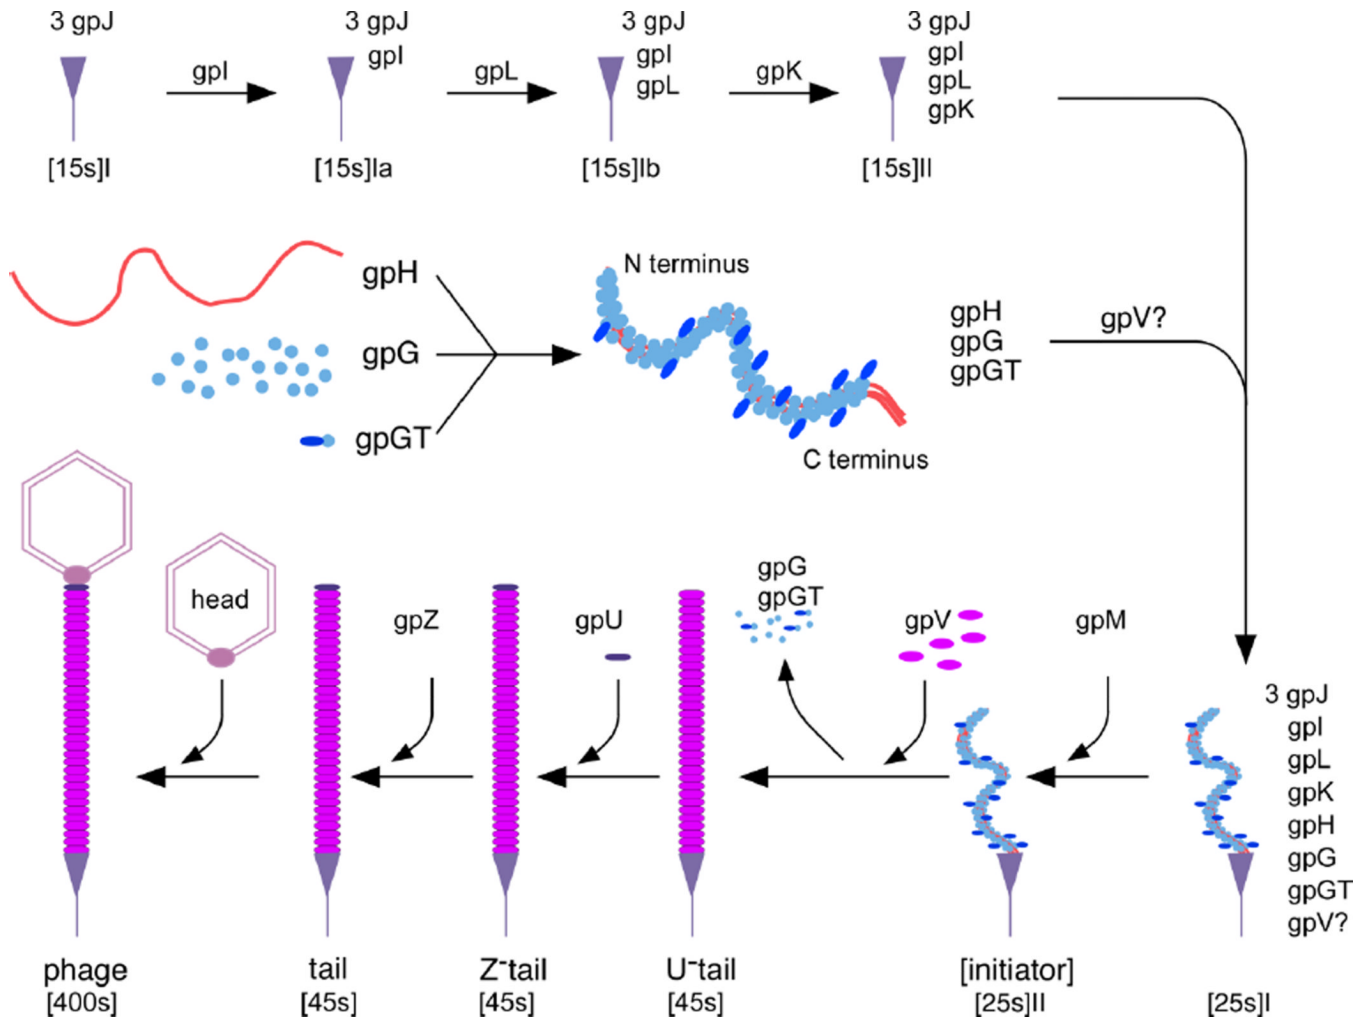 3 gpJ
3 gpJ
gpI
3 gpJ
gpI
gpL
3 gpJ
gpI
gpL
gpK
gpI
gpL
gpK
[15s]I
[15s]Ia
[15s]Ib
[15s]II
gpH
gpG
gpGT
N terminus
C terminus
gpH
gpG
gpGT
gpV?
head
gpZ
gpU
gpG
gpGT
gpV
gpM
3 gpJ
gpI
gpL
gpK
gpH
gpG
gpGT
gpV?
phage
[400s]
tail
[45s]
Z⁻tail
[45s]
U⁻tail
[45s]
[initiator]
[25s]II
[25s]I